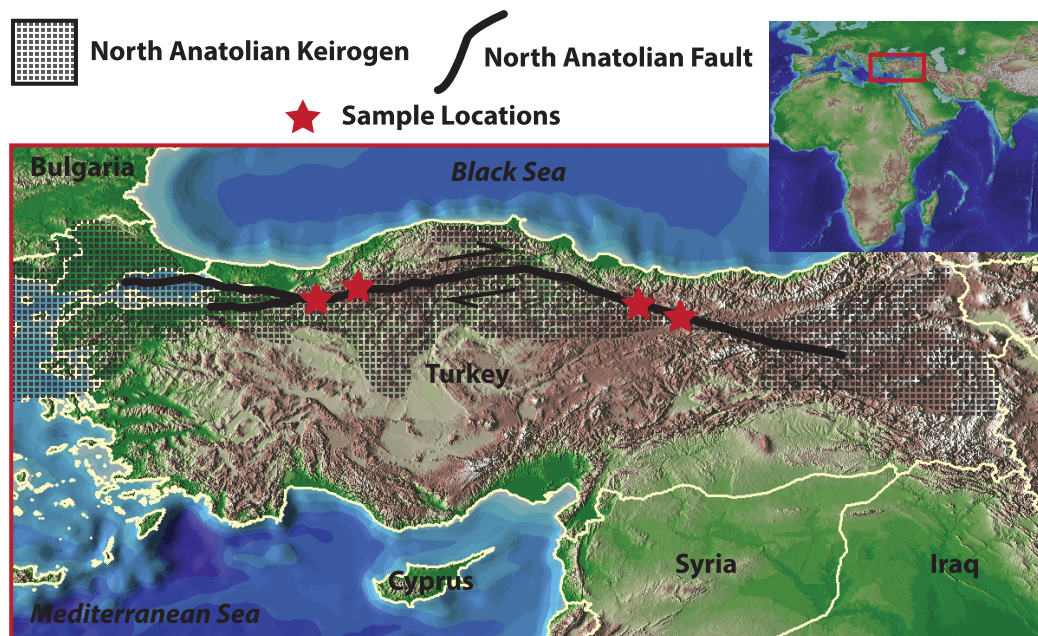 North Anatolian Keirogen
North Anatolian Fault
Sample Locations
Bulgaria
Black Sea
Turkey
Cyprus
Syria
Iraq
Mediterranean Sea